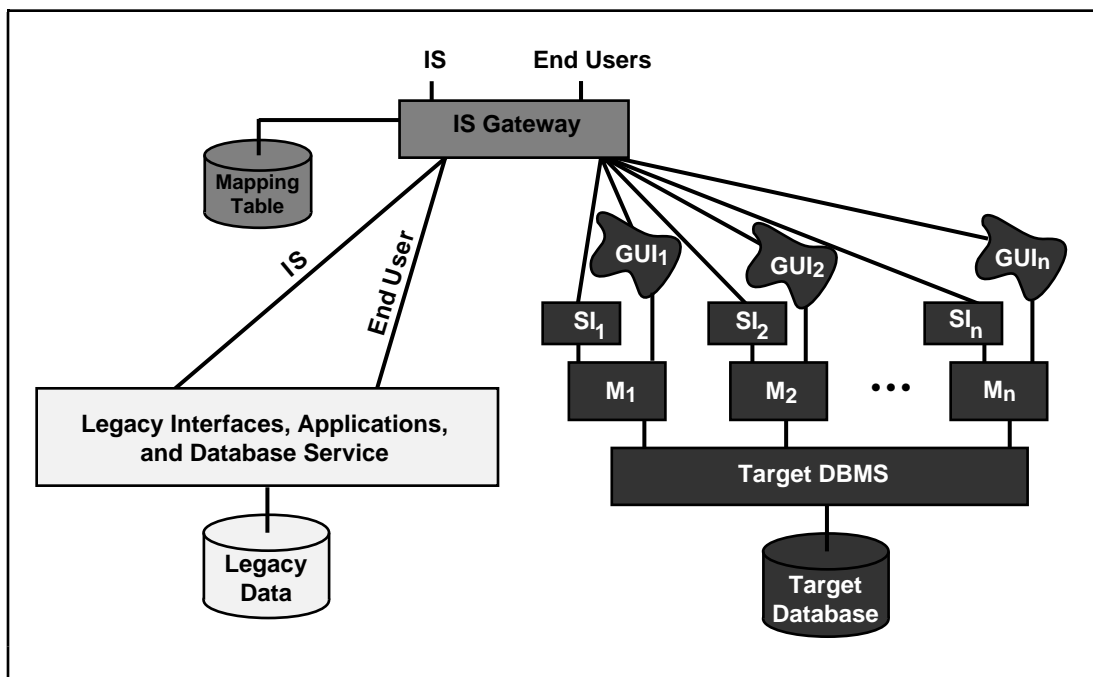 IS
End Users
IS Gateway
Mapping
Table
IS
End User
GUI1
GUI2
GUIn
SI1
SI2
SIn
M1
M2
•••
Mn
Legacy Interfaces, Applications,
and Database Service
Target DBMS
Legacy
Data
Target
Database